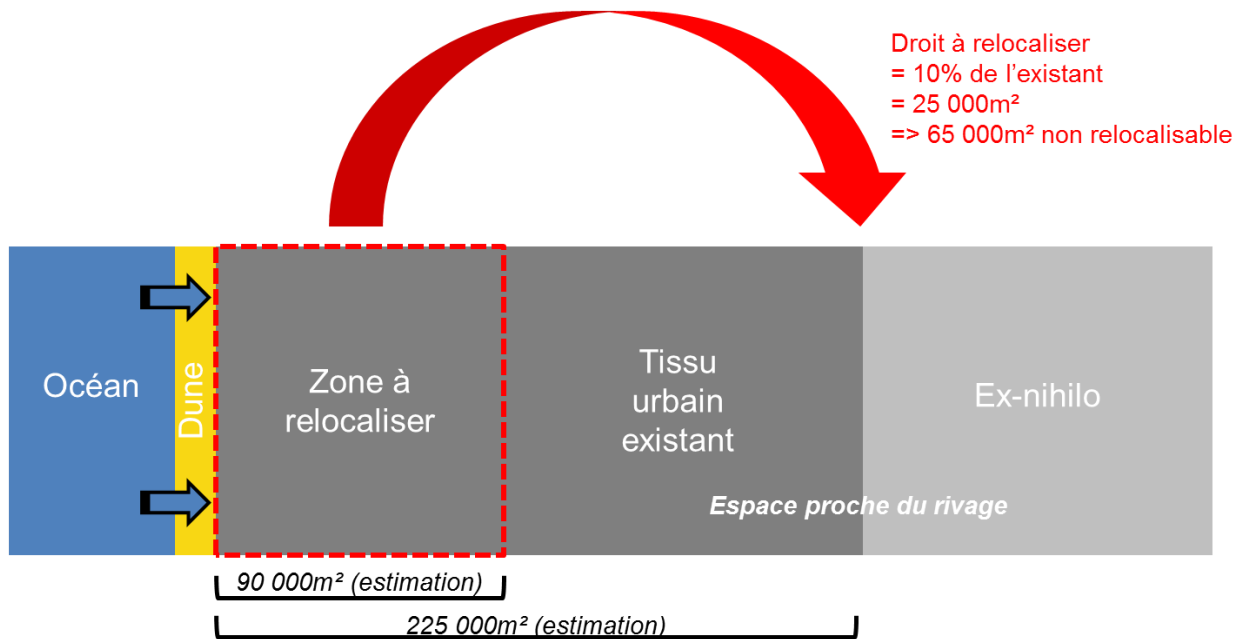 Droit à relocaliser
= 10% de l’existant
= 25 000m²
=> 65 000m² non relocalisable
Océan
Dune
Zone à
relocaliser
Tissu
urbain
existant
Ex-nihilo
Espace proche du rivage
90 000m² (estimation)
225 000m² (estimation)